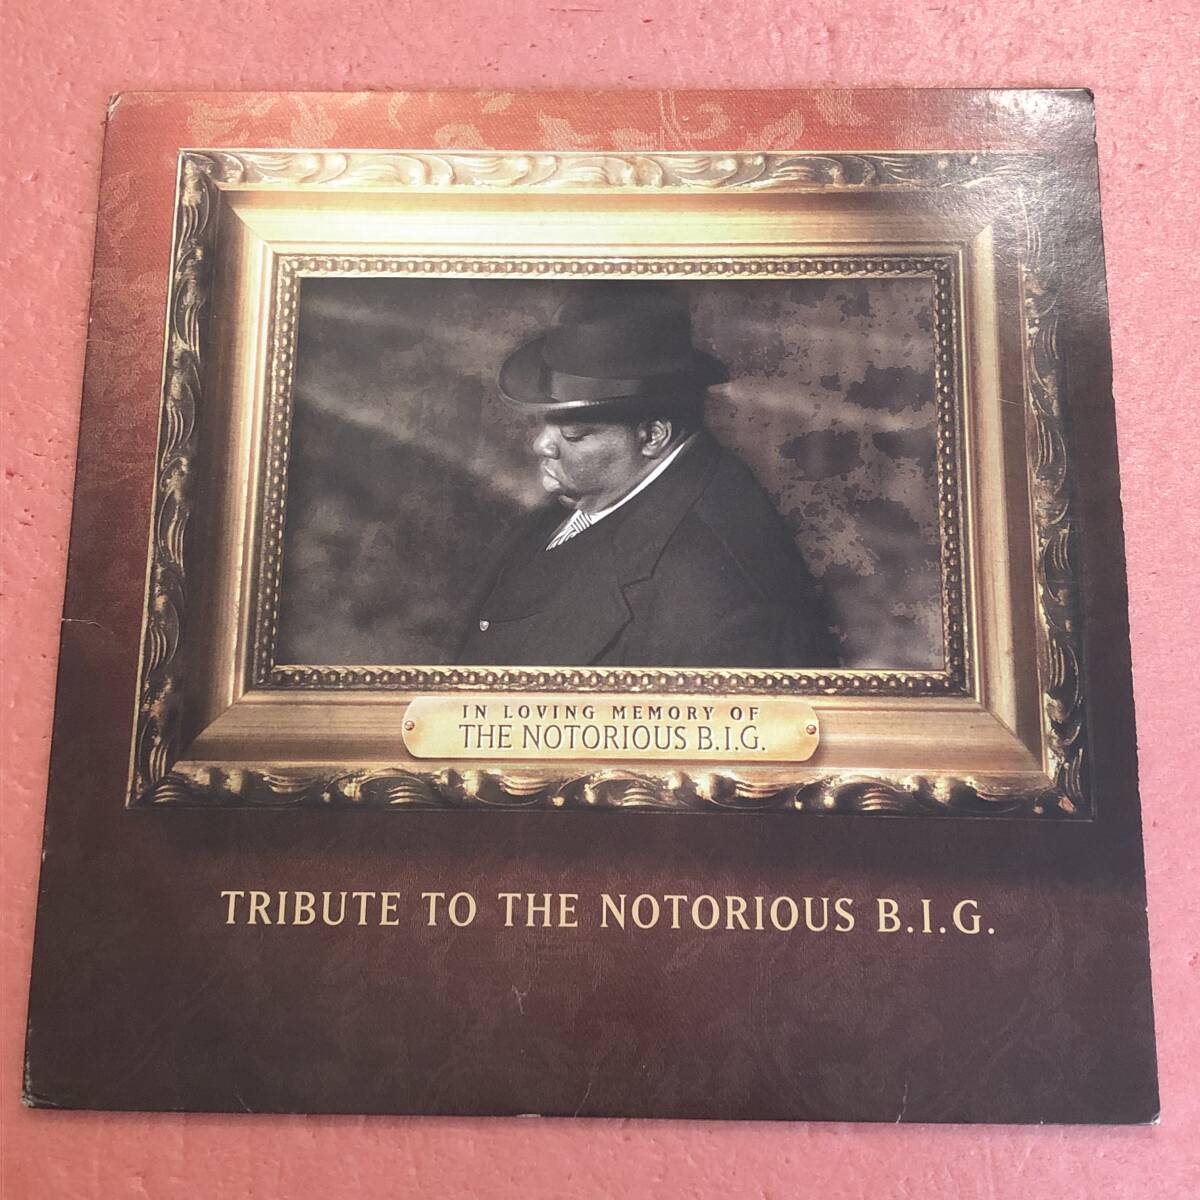 IN LOVING MEMORY OF
THE NOTORIOUS B.I.G.
TRIBUTE TO THE NOTORIOUS B.I.G.